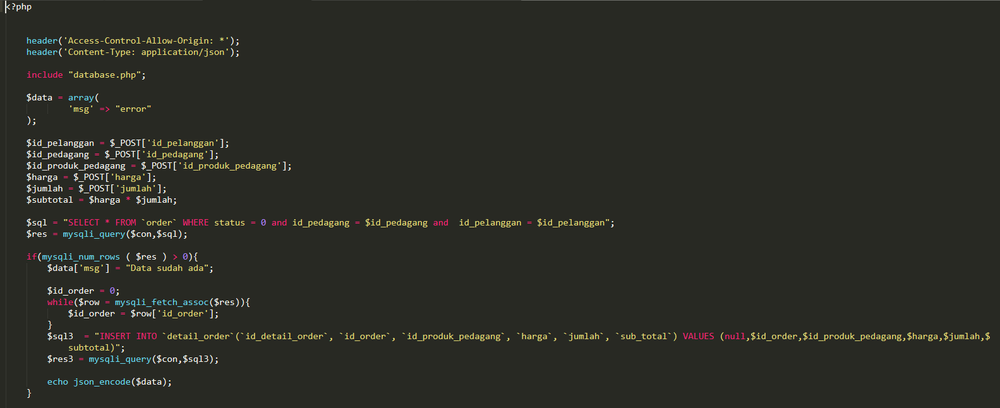 <?php
header('Access-Control-Allow-Origin: *');
header('Content-Type: application/json');
include "database.php";
$data = array(
'msg' => "error"
);
$id_pelanggan = $_POST['id_pelanggan'];
$id_pedagang = $_POST['id_pedagang'];
$id_produk_pedagang = $_POST['id_produk_pedagang'];
$harga = $_POST['harga'];
$jumlah = $_POST['jumlah'];
$subtotal = $harga * $jumlah;
$sql = "SELECT * FROM `order` WHERE status = 0 and id_pedagang = $id_pedagang and  id_pelanggan = $id_pelanggan";
$res = mysqli_query($con,$sql);
if(mysqli_num_rows ( $res ) > 0){
$data['msg'] = "Data sudah ada";
$id_order = 0;
while($row = mysqli_fetch_assoc($res)){
$id_order = $row['id_order'];
}
$sql3  = "INSERT INTO `detail_order`(`id_detail_order`, `id_order`, `id_produk_pedagang`, `harga`, `jumlah`, `sub_total`) VALUES (null,$id_order,$id_produk_pedagang,$harga,$jumlah,$
subtotal)";
$res3 = mysqli_query($con,$sql3);
echo json_encode($data);
}